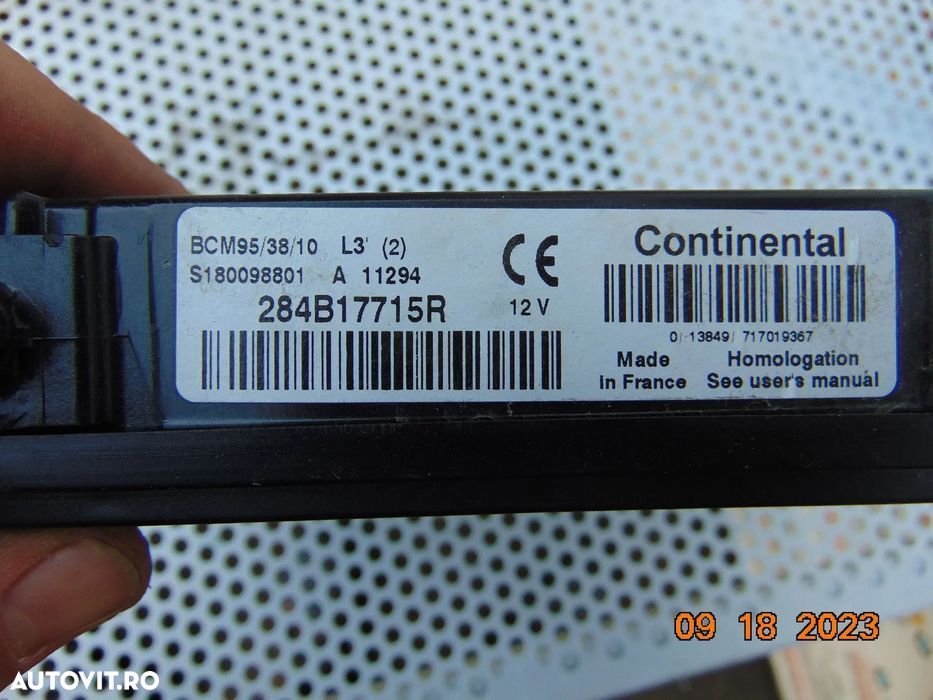 BCM95/38/10 L3' (2)
S180098801 A 11294
284B17715R
12 V
Continental
0/-13849/ 717019367
Made
in France
Homologation
See user's manual
09 18 2023
AUTOVIT.RO